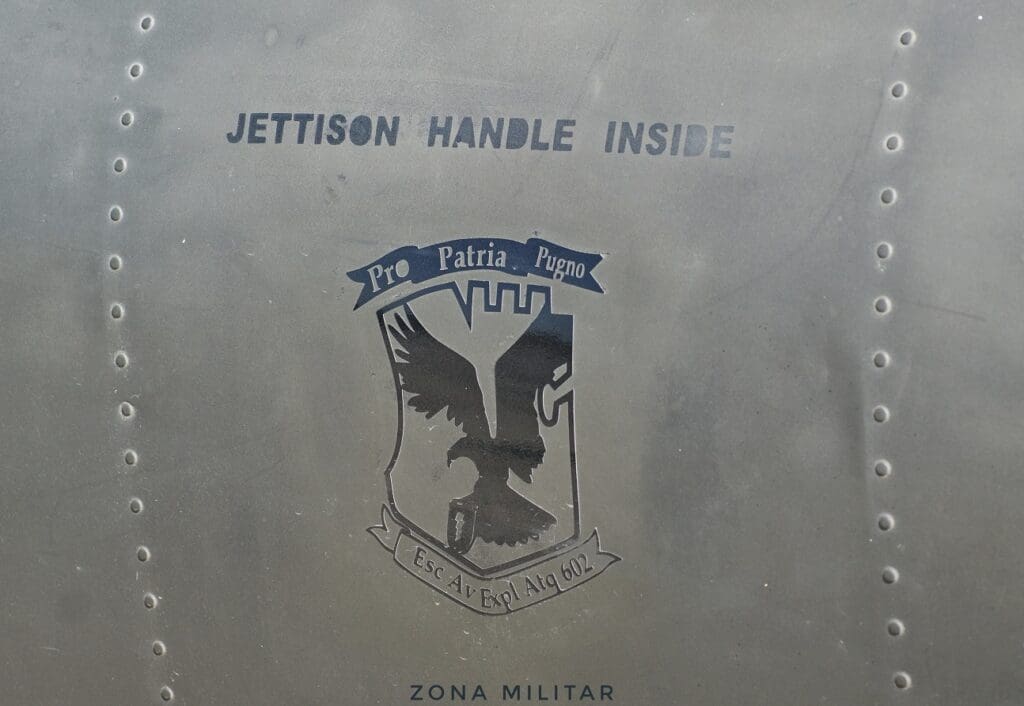 JETTISON HANDLE INSIDE
Pro Patria Pugno
Esc Av Expl Atq 602
ZONA MILITAR